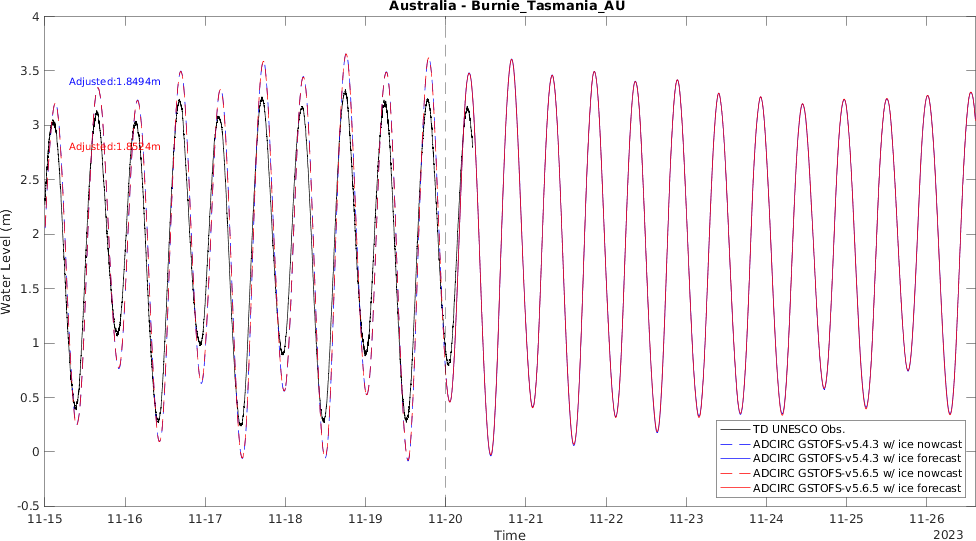 Australia - Burnie_Tasmania_AU
4
3.5
3
2.5
2
1.5
1
0.5
0
-0.5
Water Level (m)
Adjusted:1.8494m
Adjusted:1.8524m
TD UNESCO Obs.
ADCIRC GSTOFS-v5.4.3 w/ ice nowcast
ADCIRC GSTOFS-v5.4.3 w/ ice forecast
ADCIRC GSTOFS-v5.6.5 w/ ice nowcast
ADCIRC GSTOFS-v5.6.5 w/ ice forecast
11-15 11-16 11-17 11-18 11-19 11-20 11-21 11-22 11-23 11-24 11-25 11-26
Time
2023